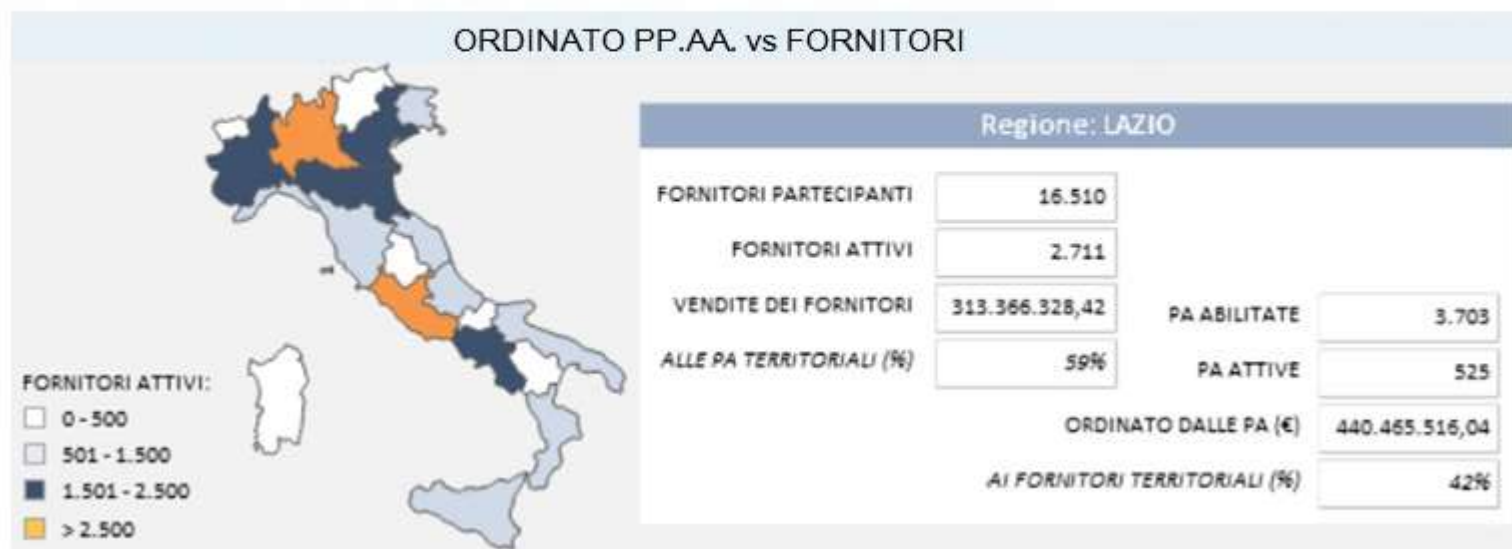 ORDINATO PP.AA. vs FORNITORI
Regione: LAZIO
FORNITORI PARTECIPANTI 16.510
FORNITORI ATTIVI 2.711
VENDITE DEI FORNITORI 313.366.328,42 PA ABILITATE 3.703
ALLE PA TERRITORIALI (%) 59% PA ATTIVE 525
ORDINATO DALLE PA (€) 440.465.516,04
AI FORNITORI TERRITORIALI (%) 42%
FORNITORI ATTIVI:
0 - 500
501 - 1.500
1.501 - 2.500
> 2.500